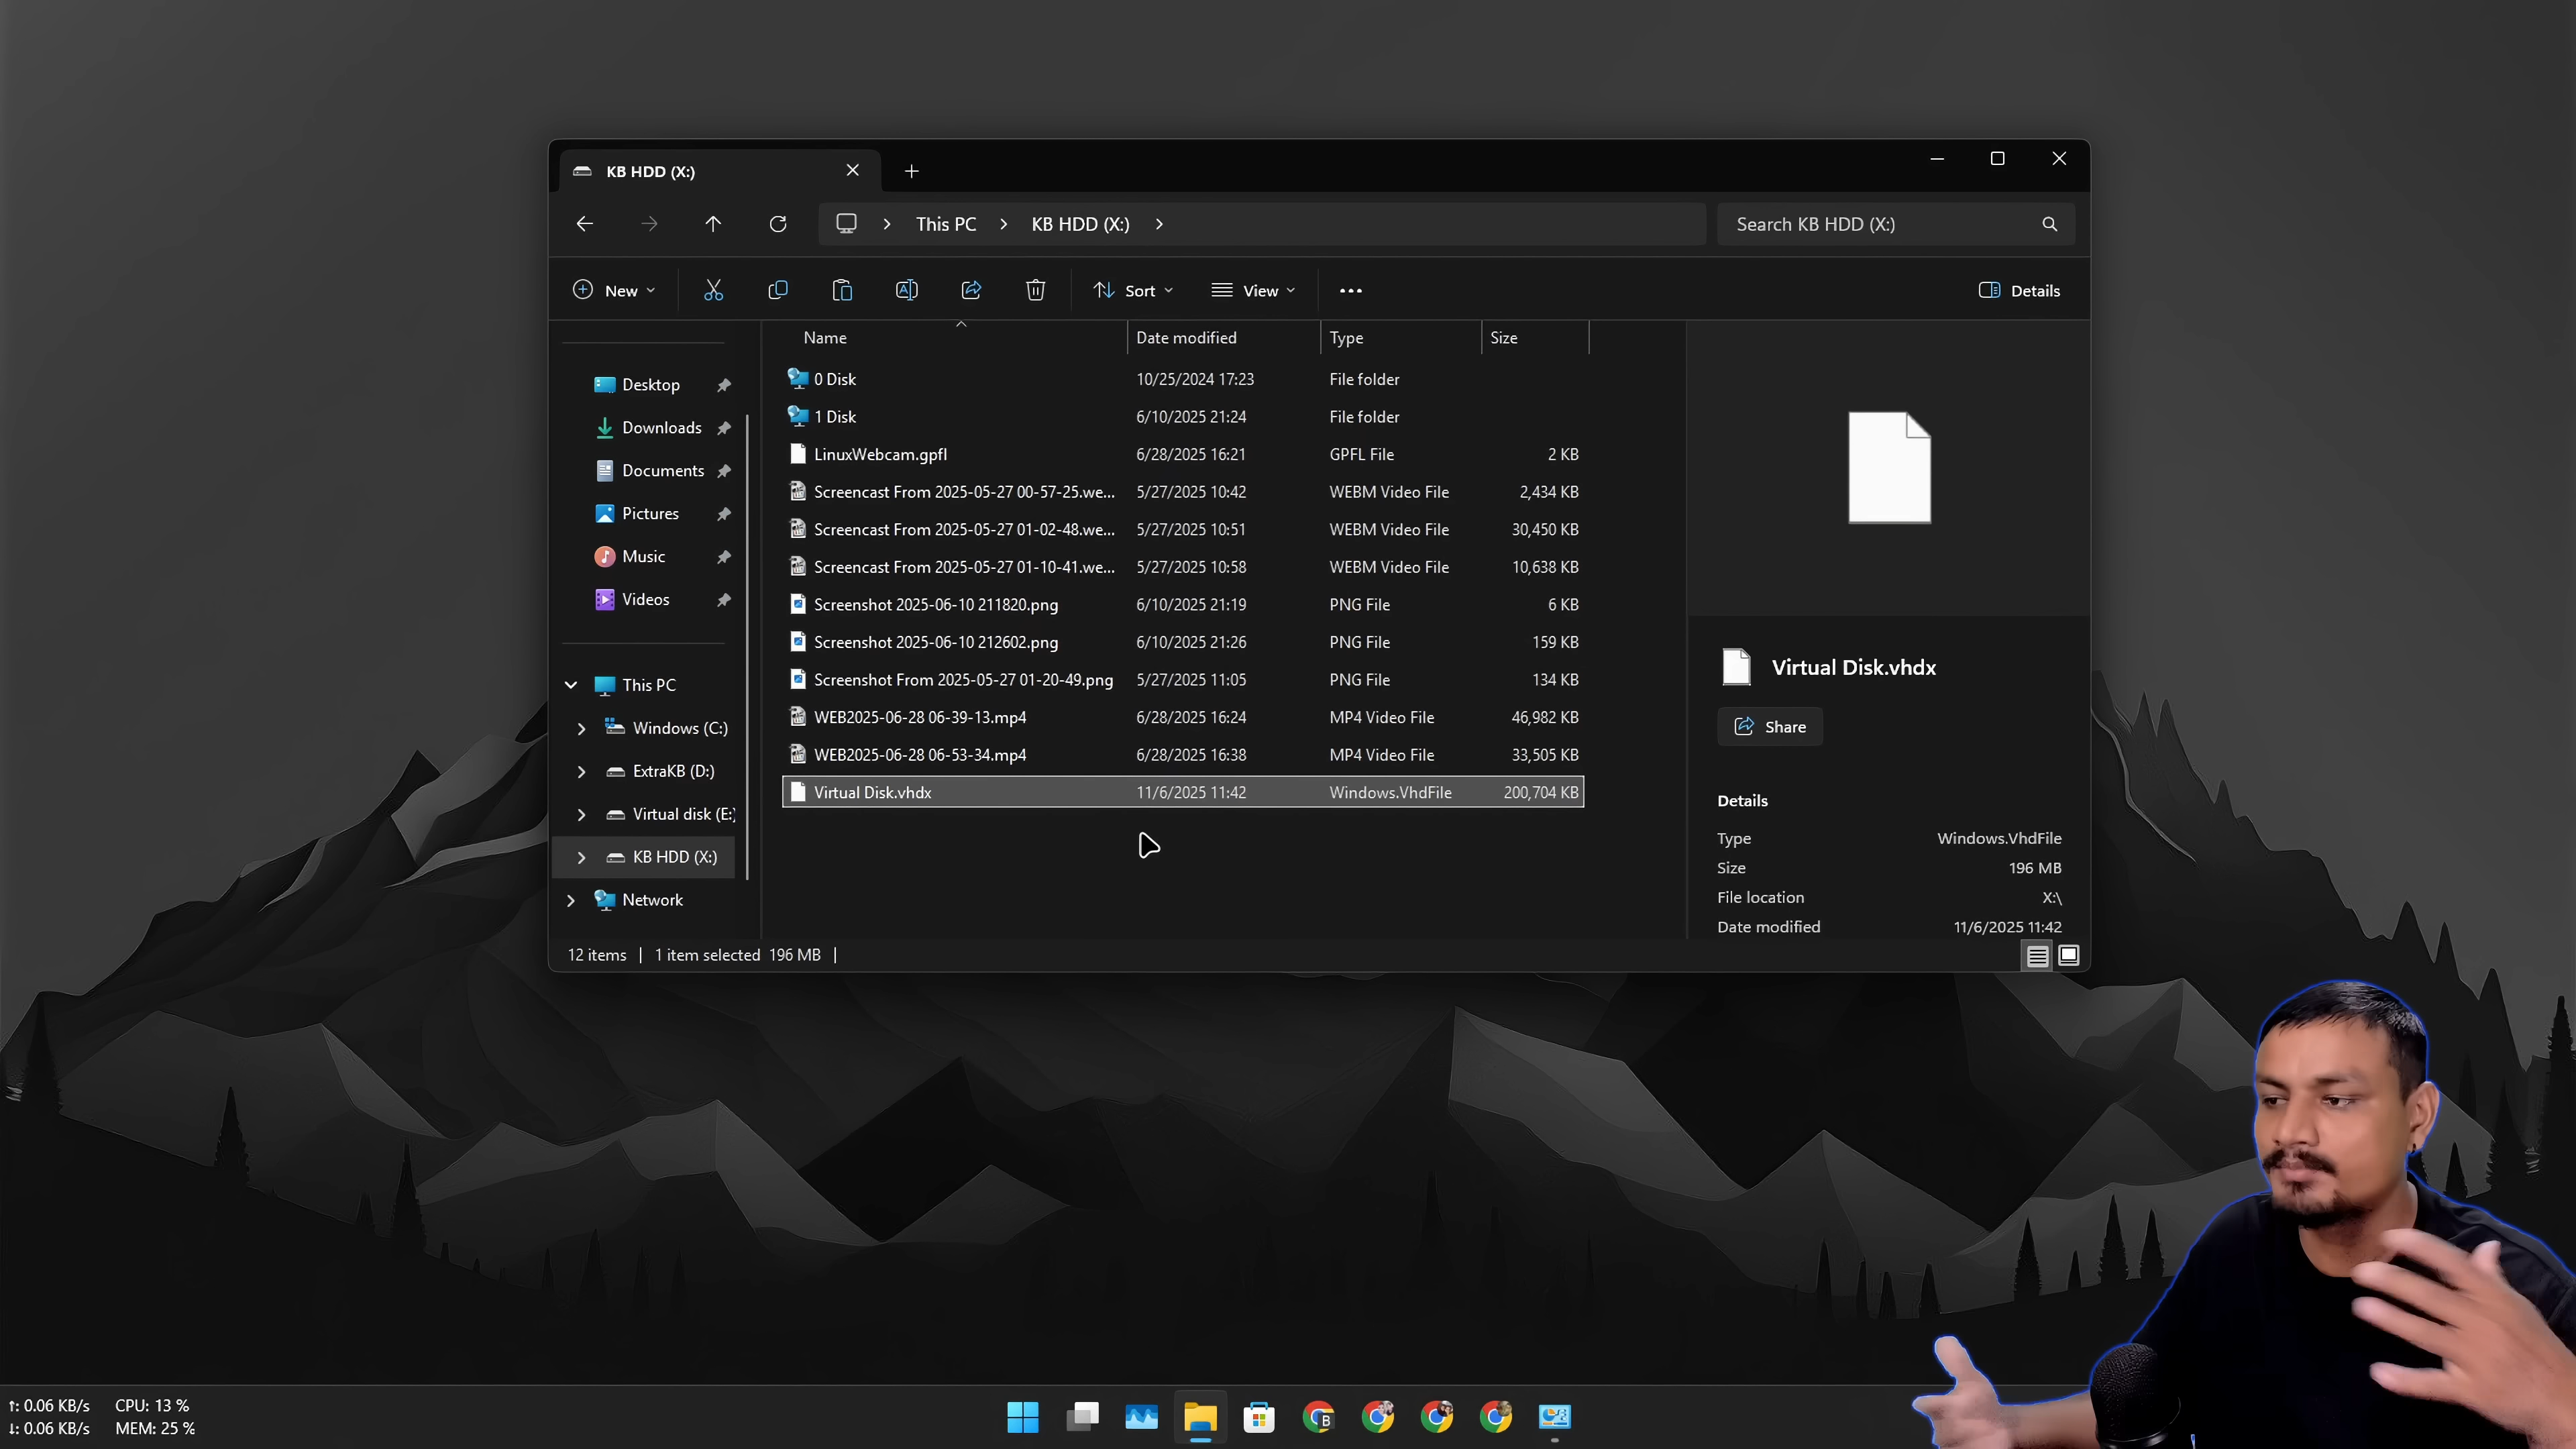 KB HDD (X:)
This PC
KB HDD (X:)
Search KB HDD (X:)
New
Sort
View
Details
Name
Date modified
Type
Size
0 Disk 10/25/2024 17:23 File folder
1 Disk 6/10/2025 21:24 File folder
LinuxWebcam.gpfl 6/28/2025 16:21 GPFL File 2 KB
Screencast From 2025-05-27 00-57-25.we... 5/27/2025 10:42 WEBM Video File 2,434 KB
Screencast From 2025-05-27 01-02-48.we... 5/27/2025 10:51 WEBM Video File 30,450 KB
Screencast From 2025-05-27 01-10-41.we... 5/27/2025 10:58 WEBM Video File 10,638 KB
Screenshot 2025-06-10 211820.png 6/10/2025 21:19 PNG File 6 KB
Screenshot 2025-06-10 212602.png 6/10/2025 21:26 PNG File 159 KB
Screenshot From 2025-05-27 01-20-49.png 5/27/2025 11:05 PNG File 134 KB
WEB2025-06-28 06-39-13.mp4 6/28/2025 16:24 MP4 Video File 46,982 KB
WEB2025-06-28 06-53-34.mp4 6/28/2025 16:38 MP4 Video File 33,505 KB
Virtual Disk.vhdx 11/6/2025 11:42 Windows.VhdFile 200,704 KB
Desktop
Downloads
Documents
Pictures
Music
Videos
This PC
Windows (C:)
ExtraKB (D:)
Virtual disk (E:)
KB HDD (X:)
Network
Virtual Disk.vhdx
Share
Details
Type Windows.VhdFile
Size 196 MB
File location X:\
Date modified 11/6/2025 11:42
12 items | 1 item selected 196 MB |
↑: 0.06 KB/s CPU: 13 %
↓: 0.06 KB/s MEM: 25 %
B